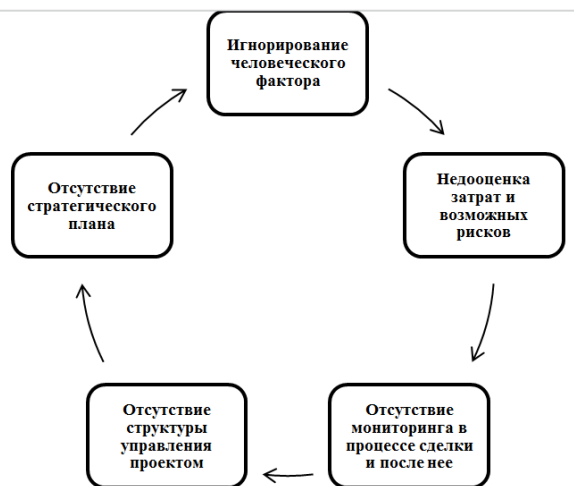 Игнорирование
человеческого
фактора
Недооценка
затрат и
возможных
рисков
Отсутствие
мониторинга в
процессе сделки
и после нее
Отсутствие
структуры
управления
проектом
Отсутствие
стратегического
плана